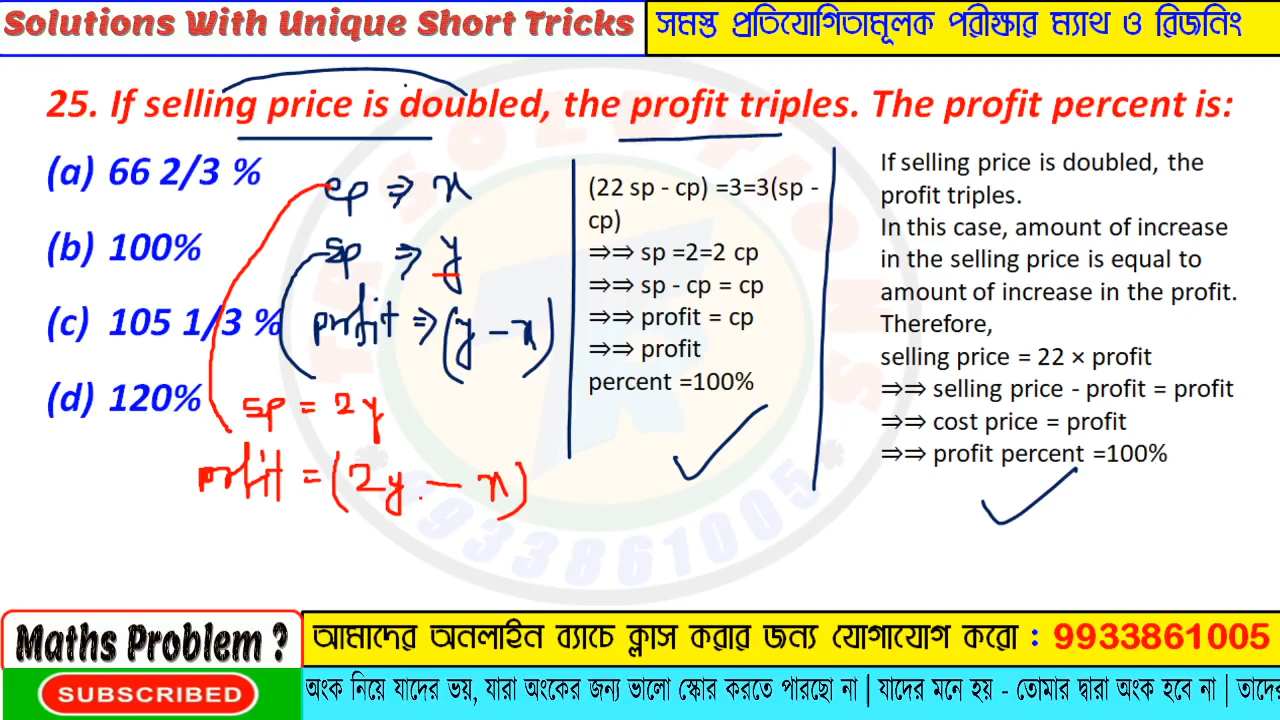 Solutions With Unique Short Tricks
সমস্ত প্রতিযোগিতামূলক পরীক্ষার ম্যাথ ও রিজনিং
25. If selling price is doubled, the profit triples. The profit percent is:
(a) 66 2/3 %
(b) 100%
(c) 105 1/3 %
(d) 120%
cp ⇒ x
sp ⇒ y
profit ⇒ (y - x)
sp = 2y
profit = (2y - x)
(22 sp - cp) =3=3(sp -
cp)
⇒⇒ sp =2=2 cp
⇒⇒ sp - cp = cp
⇒⇒ profit = cp
⇒⇒ profit
percent =100%
If selling price is doubled, the
profit triples.
In this case, amount of increase
in the selling price is equal to
amount of increase in the profit.
Therefore,
selling price = 22 × profit
⇒⇒ selling price - profit = profit
⇒⇒ cost price = profit
⇒⇒ profit percent =100%
SOLUTIONS
9933861005
Maths Problem ?
আমাদের অনলাইন ব্যাচে ক্লাস করার জন্য যোগাযোগ করো : 9933861005
SUBSCRIBED
অংক নিয়ে যাদের ভয়, যারা অংকের জন্য ভালো স্কোর করতে পারছো না | যাদের মনে হয় - তোমার দ্বারা অংক হবে না | তাদের